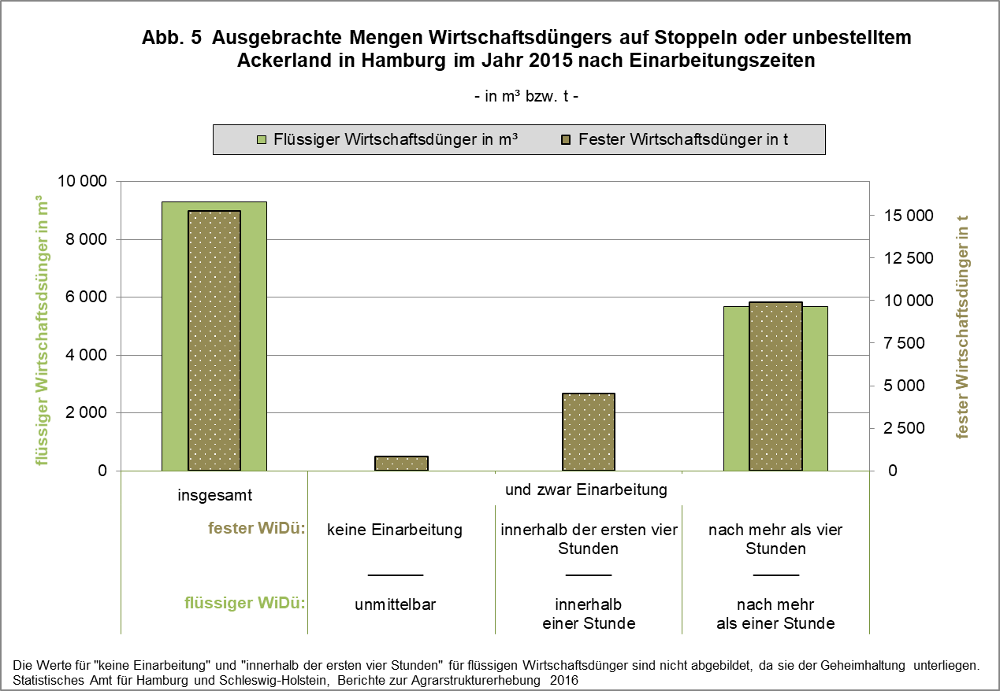 Abb. 5 Ausgebrachte Mengen Wirtschaftsdüngers auf Stoppeln oder unbestelltem
Ackerland in Hamburg im Jahr 2015 nach Einarbeitungszeiten
- in m³ bzw. t -
Flüssiger Wirtschaftsdünger in m³ Fester Wirtschaftsdünger in t
flüssiger Wirtschaftsdsünger in m³
10 000
8 000
6 000
4 000
2 000
0
15 000
12 500
10 000
7 500
5 000
2 500
0
fester Wirtschaftsdünger in t
insgesamt
und zwar Einarbeitung
fester WiDü: keine Einarbeitung innerhalb der ersten vier nach mehr als vier
Stunden Stunden
flüssiger WiDü: unmittelbar innerhalb nach mehr
einer Stunde als einer Stunde
Die Werte für "keine Einarbeitung" und "innerhalb der ersten vier Stunden" für flüssigen Wirtschaftsdünger sind nicht abgebildet, da sie der Geheimhaltung unterliegen.
Statistisches Amt für Hamburg und Schleswig-Holstein, Berichte zur Agrarstrukturerhebung 2016